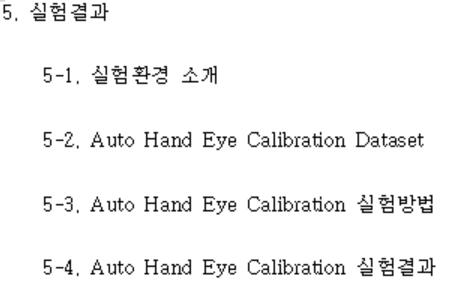 5. 실험결과
5-1. 실험환경 소개
5-2. Auto Hand Eye Calibration Dataset
5-3. Auto Hand Eye Calibration 실험방법
5-4. Auto Hand Eye Calibration 실험결과